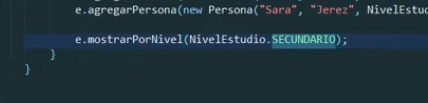 e.agregarPersona(new Persona("Sara", "Jerez", NivelEstud
e.mostrarPorNivel(NivelEstudio.SECUNDARIO);
}
}